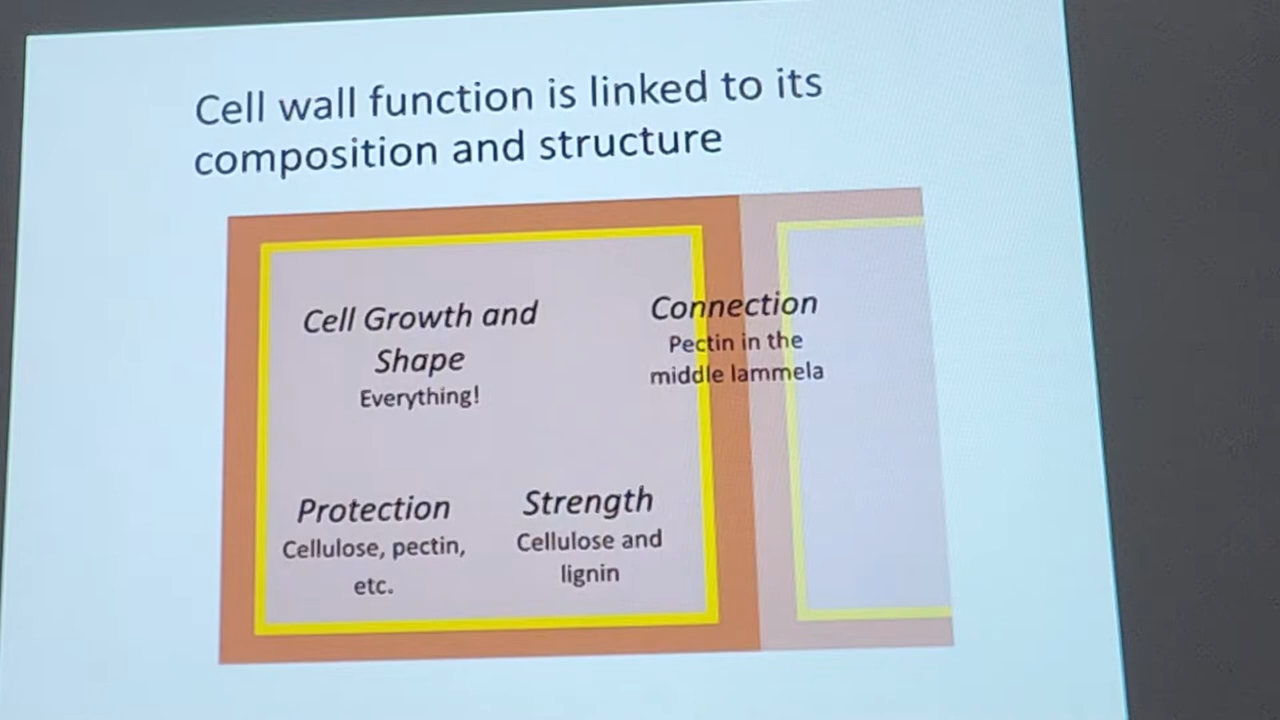 Cell wall function is linked to its
composition and structure
Cell Growth and
Shape
Everything!
Connection
Pectin in the
middle lammela
Protection
Cellulose, pectin,
etc.
Strength
Cellulose and
lignin